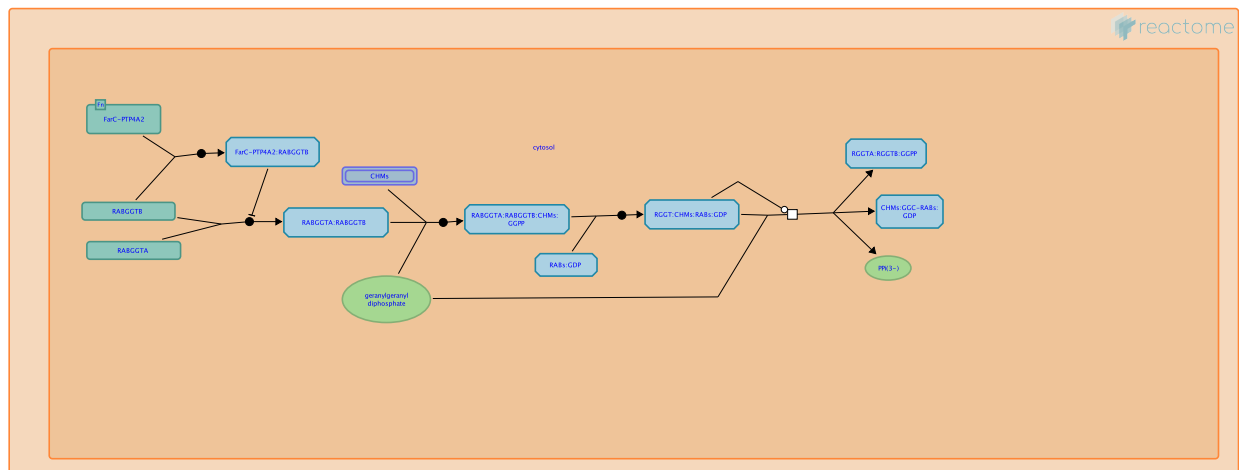 reactome
Fn
FarC-PTP4A2
FarC-PTP4A2:RABGGTB
cytosol
RGGTA:RGGTB:GGPP
CHMs
RABGGTB
RABGGTA:RABGGTB
RABGGTA:RABGGTB:CHMs:
GGPP
RGGT:CHMs:RABs:GDP
CHMs:GGC-RABs:
GDP
RABGGTA
RABs:GDP
PPi(3-)
geranylgeranyl
diphosphate